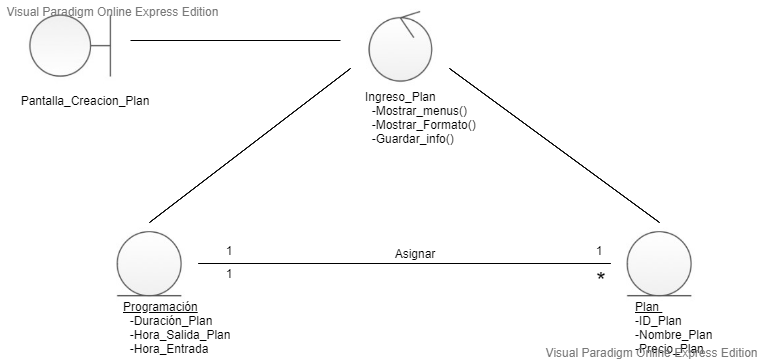 Visual Paradigm Online Express Edition
Pantalla_Creacion_Plan
Ingreso_Plan
-Mostrar_menus()
-Mostrar_Formato()
-Guardar_info()
1 Asignar 1
1 *
Programación
-Duración_Plan
-Hora_Salida_Plan
-Hora_Entrada
Plan
-ID_Plan
-Nombre_Plan
-Precio_Plan
Visual Paradigm Online Express Edition